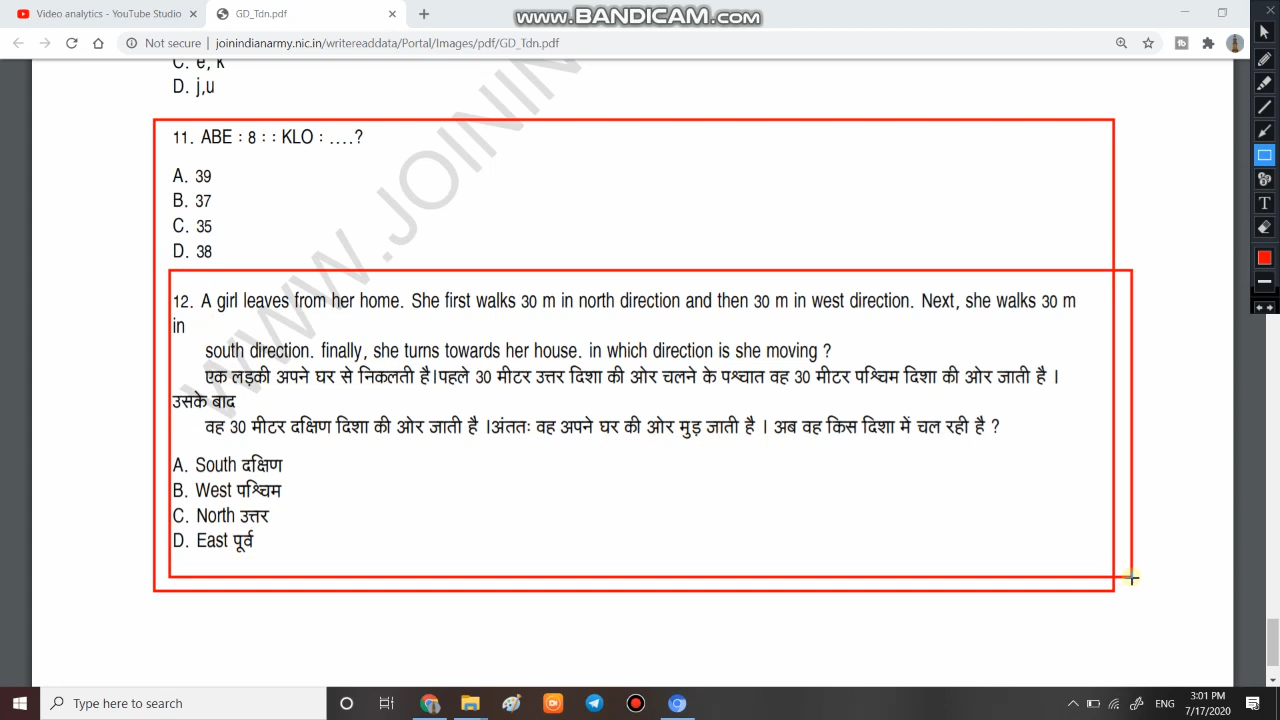 Video analytics - YouTube Studio
GD_Tdn.pdf
www.BANDICAM.com
Not secure | joinindianarmy.nic.in/writereaddata/Portal/Images/pdf/GD_Tdn.pdf
C. e, k
D. j,u
11. ABE : 8 : : KLO : ....?
A. 39
B. 37
C. 35
D. 38
12. A girl leaves from her home. She first walks 30 m in north direction and then 30 m in west direction. Next, she walks 30 m
in
south direction. finally, she turns towards her house. in which direction is she moving ?
एक लड़की अपने घर से निकलती है।पहले 30 मीटर उत्तर दिशा की ओर चलने के पश्चात वह 30 मीटर पश्चिम दिशा की ओर जाती है ।
उसके बाद
वह 30 मीटर दक्षिण दिशा की ओर जाती है ।अंततः वह अपने घर की ओर मुड़ जाती है । अब वह किस दिशा में चल रही है ?
A. South दक्षिण
B. West पश्चिम
C. North उत्तर
D. East पूर्व
WWW.JOININ
Type here to search
ENG
3:01 PM
7/17/2020